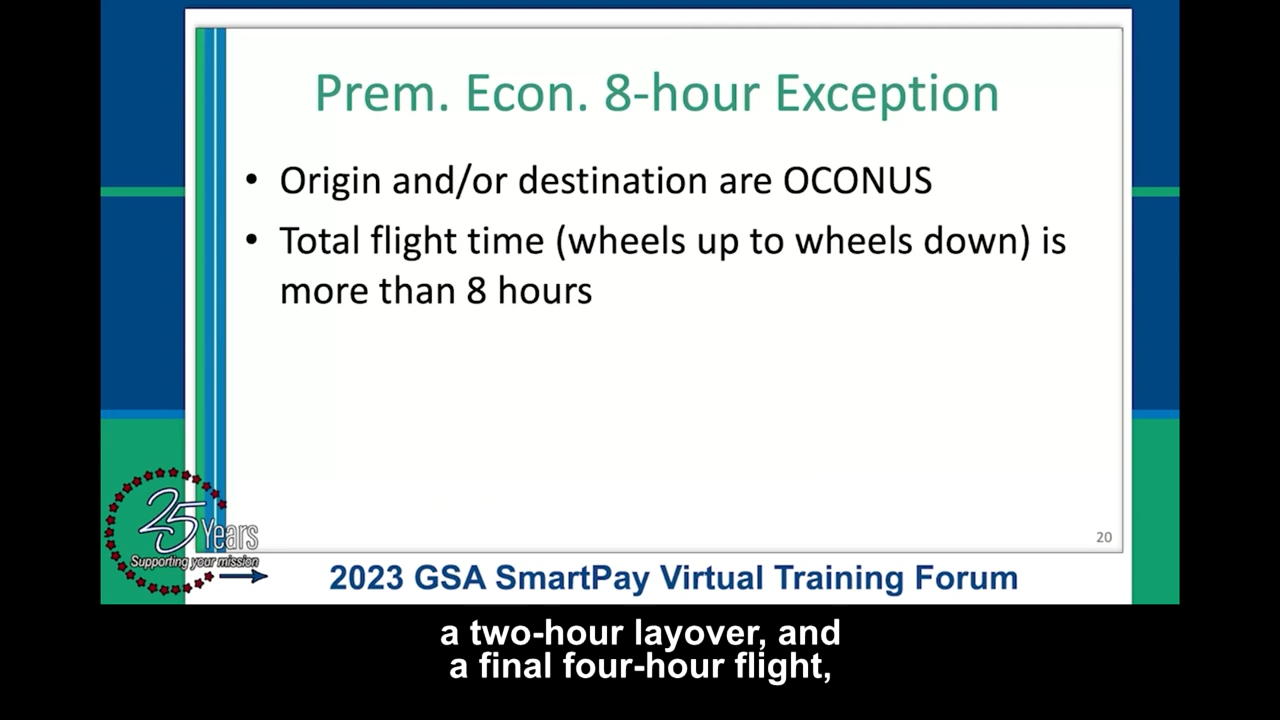 Prem. Econ. 8-hour Exception
• Origin and/or destination are OCONUS
• Total flight time (wheels up to wheels down) is
more than 8 hours
20
25 Years
Supporting your mission
2023 GSA SmartPay Virtual Training Forum
a two-hour layover, and
a final four-hour flight,